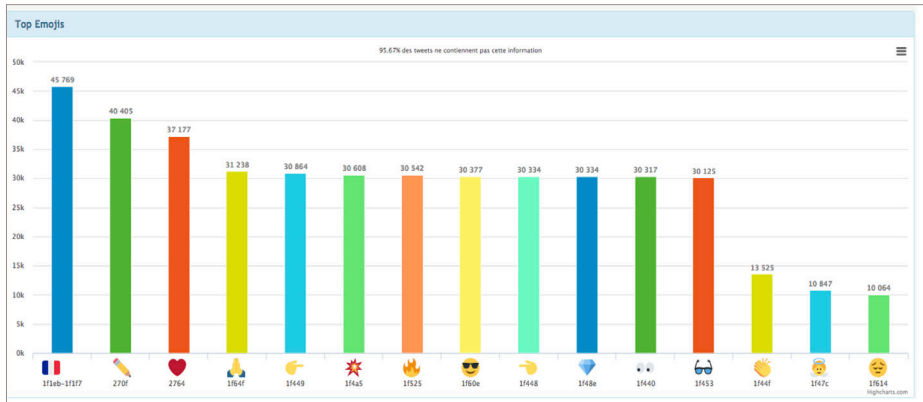 Top Emojis
95.67% des tweets ne contiennent pas cette information
50k
45k
40k
35k
30k
25k
20k
15k
10k
5k
0k
45 769
40 405
37 177
31 238
30 864
30 608
30 542
30 377
30 334
30 334
30 317
30 125
13 525
10 847
10 064
1f1eb-1f1f7
270f
2764
1f64f
1f449
1f4a5
1f525
1f60e
1f448
1f48e
1f440
1f453
1f44f
1f47c
1f614
Highcharts.com